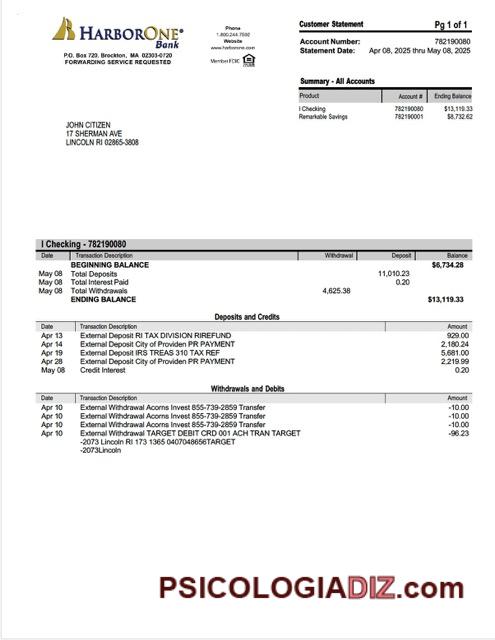 HARBORONE®
Bank
P.O. Box 720, Brockton, MA 02303-0720
FORWARDING SERVICE REQUESTED
Phone
1.800.244.7592
Website
www.harborone.com
Member FDIC
Customer Statement Pg 1 of 1
Account Number: 782190080
Statement Date: Apr 08, 2025 thru May 08, 2025
Summary - All Accounts
Product Account # Ending Balance
I Checking 782190080 $13,119.33
Remarkable Savings 782190001 $8,732.62
JOHN CITIZEN
17 SHERMAN AVE
LINCOLN RI 02865-3808
I Checking - 782190080
Date Transaction Description Withdrawal Deposit Balance
BEGINNING BALANCE $6,734.28
May 08 Total Deposits 11,010.23
May 08 Total Interest Paid 0.20
May 08 Total Withdrawals 4,625.38
ENDING BALANCE $13,119.33
Deposits and Credits
Date Transaction Description Amount
Apr 13 External Deposit RI TAX DIVISION RIREFUND 929.00
Apr 14 External Deposit City of Providen PR PAYMENT 2,180.24
Apr 19 External Deposit IRS TREAS 310 TAX REF 5,681.00
Apr 28 External Deposit City of Providen PR PAYMENT 2,219.99
May 08 Credit Interest 0.20
Withdrawals and Debits
Date Transaction Description Amount
Apr 10 External Withdrawal Acorns Invest 855-739-2859 Transfer -10.00
Apr 10 External Withdrawal Acorns Invest 855-739-2859 Transfer -10.00
Apr 10 External Withdrawal Acorns Invest 855-739-2859 Transfer -10.00
Apr 10 External Withdrawal TARGET DEBIT CRD 001 ACH TRAN TARGET -96.23
-2073 Lincoln RI 173 1365 0407048656TARGET
-2073Lincoln
PSICOLOGIADIZ.com